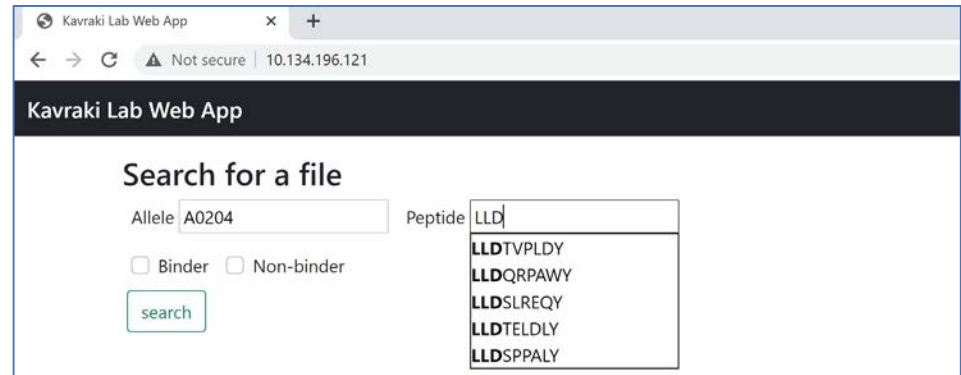 Kavraki Lab Web App
Not secure | 10.134.196.121
Kavraki Lab Web App
Search for a file
Allele A0204 Peptide LLD
LLDTVPLDY
Binder Non-binder
LLDQRPAWY
LLDSLREQY
search
LLDTELDLY
LLDSPPALY